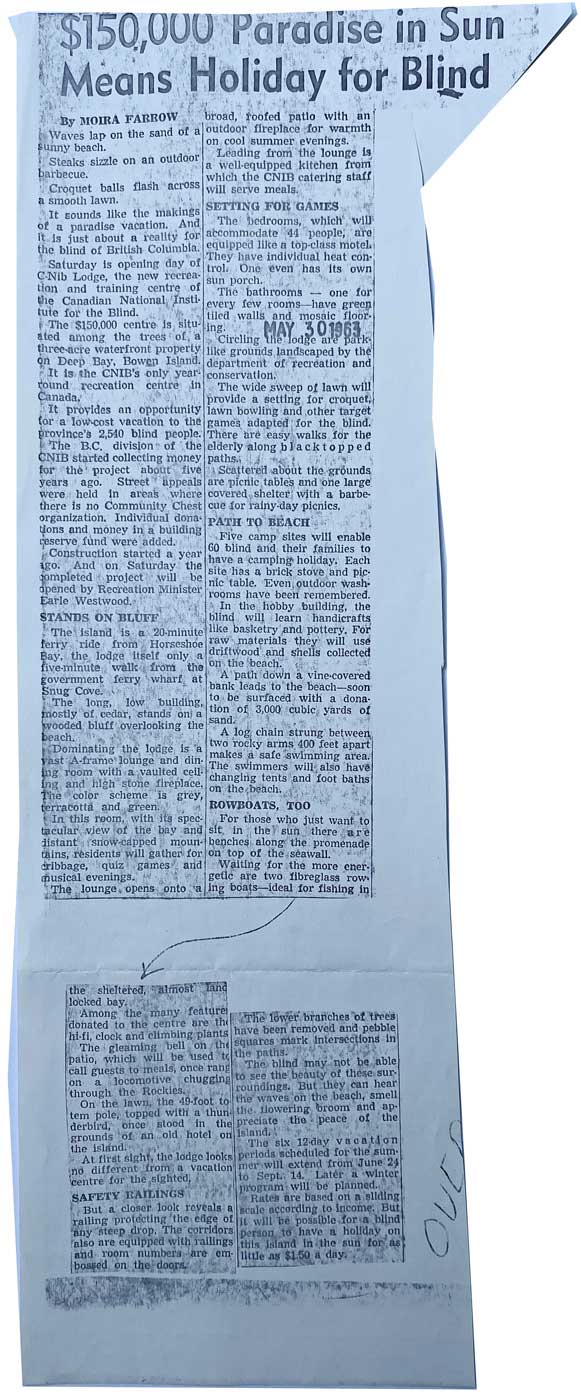 $150,000 Paradise in Sun
Means Holiday for Blind
By MOIRA FARROW
Waves lap on the sand of a
sunny beach.
Steaks sizzle on an outdoor
barbecue.
Croquet balls flash across
a smooth lawn.
It sounds like the makings
of a paradise vacation. And
it is just about a reality for
the blind of British Columbia.
Saturday is opening day of
C-Nib Lodge, the new recrea-
tion and training centre of
the Canadian National Insti-
tute for the Blind.
The $150,000 centre is situ-
ated among the trees of a
three-acre waterfront property
on Deep Bay, Bowen Island.
It is the CNIB's only year-
round recreation centre in
Canada.
It provides an opportunity
for a low-cost vacation to the
province's 2,540 blind people.
The B.C. division of the
CNIB started collecting money
for the project about five
years ago. Street appeals
were held in areas where
there is no Community Chest
organization. Individual dona-
tions and money in a building
reserve fund were added.
Construction started a year
ago. And on Saturday the
completed project will be
opened by Recreation Minister
Earle Westwood.
STANDS ON BLUFF
The island is a 20-minute
ferry ride from Horseshoe
Bay, the lodge itself only a
five-minute walk from the
government ferry wharf at
Snug Cove.
The long, low building,
mostly of cedar, stands on a
wooded bluff overlooking the
beach.
Dominating the lodge is a
vast A-frame lounge and din-
ing room with a vaulted ceil-
ing and high stone fireplace.
The color scheme is grey,
terracotta and green.
In this room, with its spec-
tacular view of the bay and
distant snow-capped moun-
tains, residents will gather for
cribbage, quiz games and
musical evenings.
The lounge opens onto a
broad, roofed patio with an
outdoor fireplace for warmth
on cool summer evenings.
Leading from the lounge is
a well-equipped kitchen from
which the CNIB catering staff
will serve meals.
SETTING FOR GAMES
The bedrooms, which will
accommodate 44 people, are
equipped like a top-class motel.
They have individual heat con-
trol. One even has its own
sun porch.
The bathrooms — one for
every few rooms—have green
tiled walls and mosaic floor-
ing.
MAY 30 1963
Circling the lodge are park-
like grounds landscaped by the
department of recreation and
conservation.
The wide sweep of lawn will
provide a setting for croquet,
lawn bowling and other target
games adapted for the blind.
There are easy walks for the
elderly along blacktopped
paths.
Scattered about the grounds
are picnic tables and one large
covered shelter with a barbe-
cue for rainy-day picnics.
PATH TO BEACH
Five camp sites will enable
60 blind and their families to
have a camping holiday. Each
site has a brick stove and pic-
nic table. Even outdoor wash-
rooms have been remembered.
In the hobby building, the
blind will learn handicrafts
like basketry and pottery. For
raw materials they will use
driftwood and shells collected
on the beach.
A path down a vine-covered
bank leads to the beach—soon
to be surfaced with a dona-
tion of 3,000 cubic yards of
sand.
A log chain strung between
two rocky arms 400 feet apart
makes a safe swimming area.
The swimmers will also have
changing tents and foot baths
on the beach.
ROWBOATS, TOO
For those who just want to
sit in the sun there are
benches along the promenade
on top of the seawall.
Waiting for the more ener-
getic are two fibreglass row-
ing boats—ideal for fishing in
the sheltered, almost land
locked bay.
Among the many feature
donated to the centre are the
hi-fi, clock and climbing plants
The gleaming bell on the
patio, which will be used to
call guests to meals, once rang
on a locomotive chugging
through the Rockies.
On the lawn, the 49-foot to-
tem pole, topped with a thun-
derbird, once stood in the
grounds of an old hotel on
the island.
At first sight, the lodge looks
no different from a vacation
centre for the sighted.
SAFETY RAILINGS
But a closer look reveals a
railing protecting the edge of
any steep drop. The corridors
also are equipped with railings
and room numbers are em-
bossed on the doors.
The lower branches of trees
have been removed and pebble
squares mark intersections in
the paths.
The blind may not be able
to see the beauty of these sur-
roundings. But they can hear
the waves on the beach, smell
the flowering broom and ap-
preciate the peace of the
island.
The six 12-day vacation
periods scheduled for the sum-
mer will extend from June 24
to Sept. 14. Later a winter
program will be planned.
Rates are based on a sliding
scale according to income. But
it will be possible for a blind
person to have a holiday on
this island in the sun for as
little as $1.50 a day.
OVER